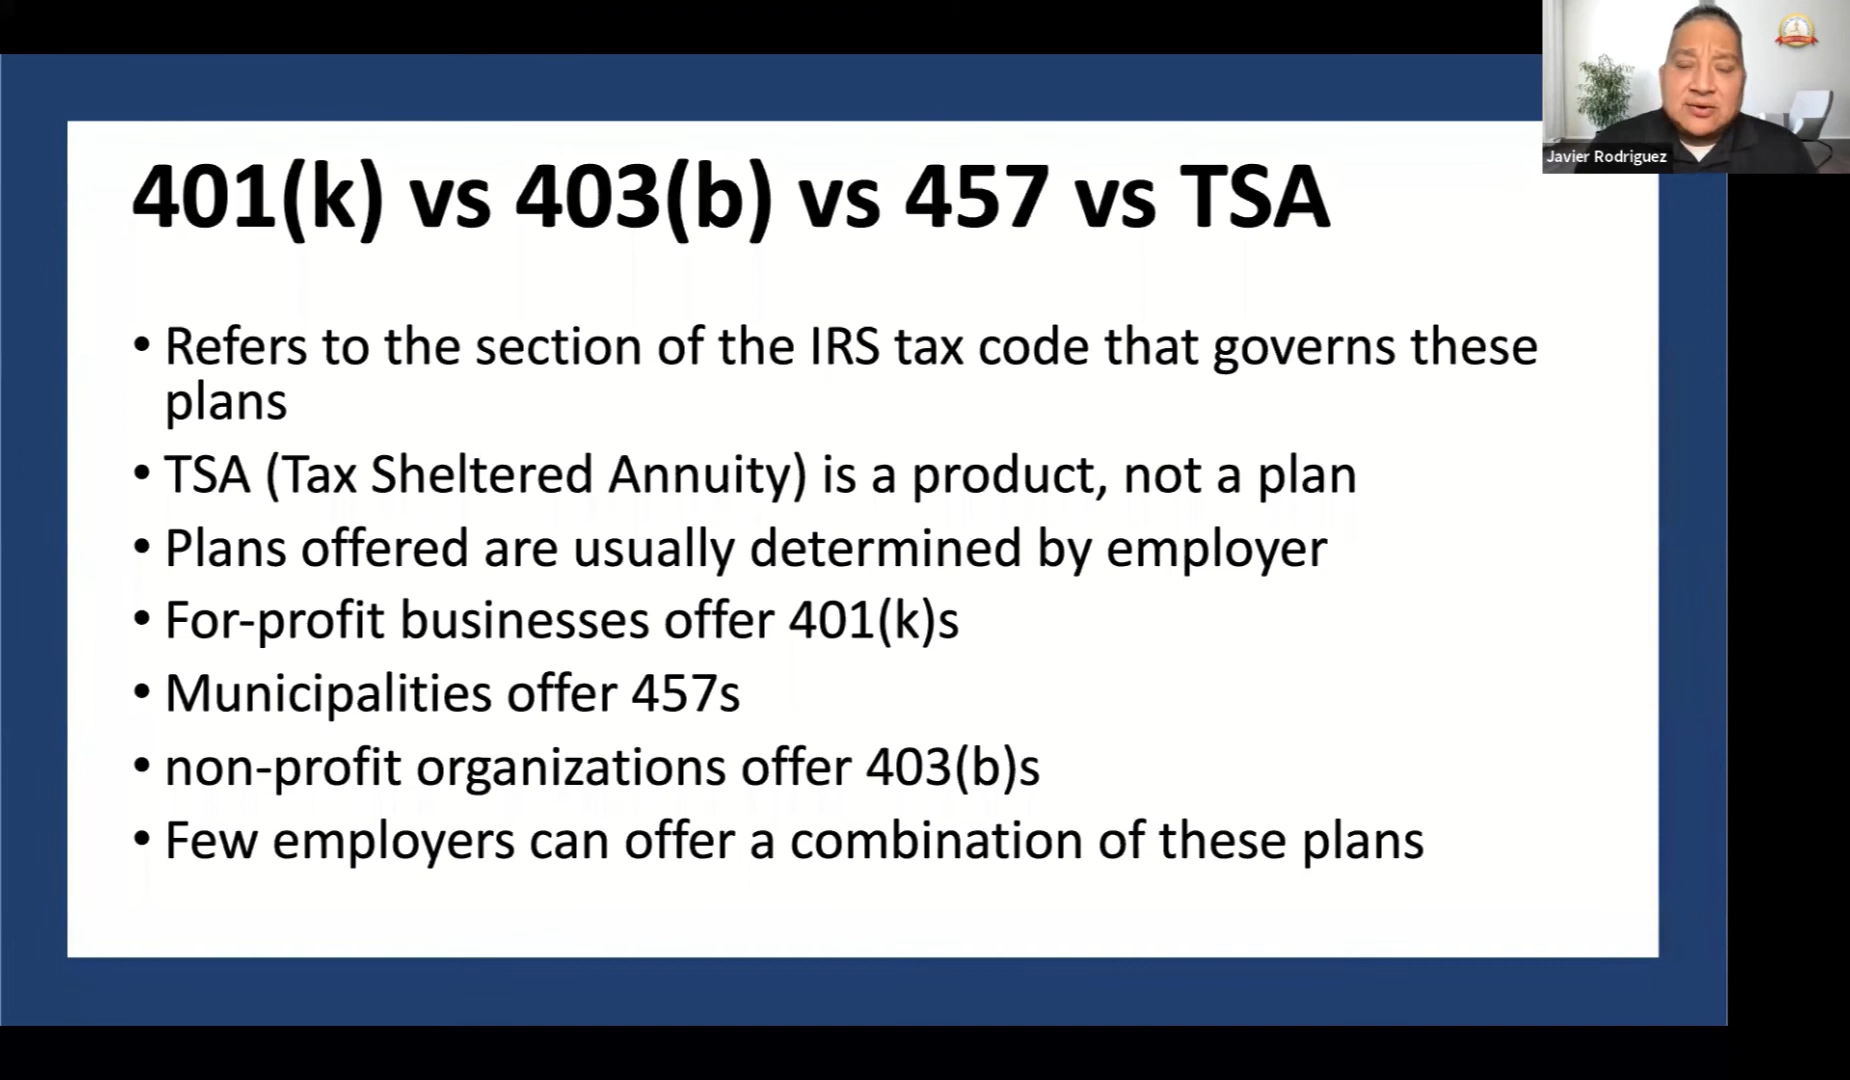 401(k) vs 403(b) vs 457 vs TSA
• Refers to the section of the IRS tax code that governs these
plans
• TSA (Tax Sheltered Annuity) is a product, not a plan
• Plans offered are usually determined by employer
• For-profit businesses offer 401(k)s
• Municipalities offer 457s
• non-profit organizations offer 403(b)s
• Few employers can offer a combination of these plans
Javier Rodriguez